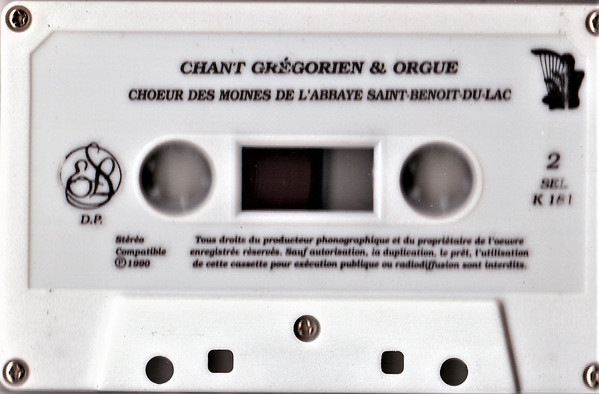 CHANT GRÉGORIEN & ORGUE
CHOEUR DES MOINES DE L'ABBAYE SAINT-BENOIT-DU-LAC
2
SEL
K 181
D.P.
Stéréo
Compatible
℗1990
Tous droits du producteur phonographique et du propriétaire de l'oeuvre
enregistrée réservés. Sauf autorisation, la duplication, le prêt, l'utilisation
de cette cassette pour exécution publique ou radiodiffusion sont interdits.